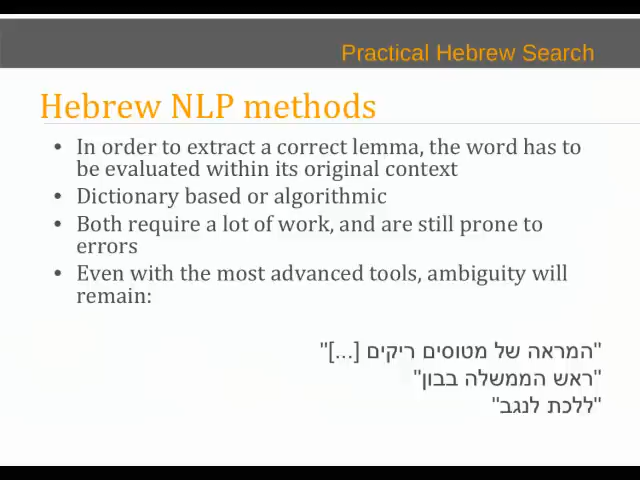 Practical Hebrew Search
Hebrew NLP methods
• In order to extract a correct lemma, the word has to
be evaluated within its original context
• Dictionary based or algorithmic
• Both require a lot of work, and are still prone to
errors
• Even with the most advanced tools, ambiguity will
remain:
"המראה של מטוסים ריקים [...]"
"ראש הממשלה בבון"
"ללכת לנגב"